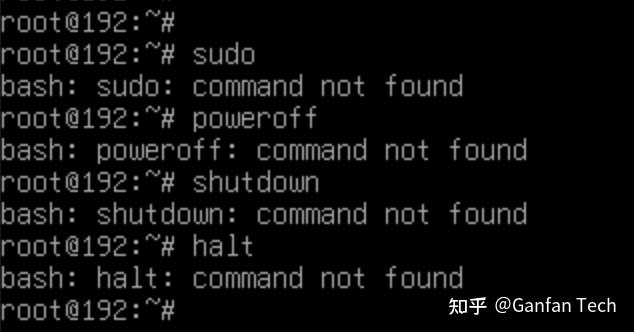 root@192:~#
root@192:~# sudo
bash: sudo: command not found
root@192:~# poweroff
bash: poweroff: command not found
root@192:~# shutdown
bash: shutdown: command not found
root@192:~# halt
bash: halt: command not found
root@192:~#
知乎 @Ganfan Tech